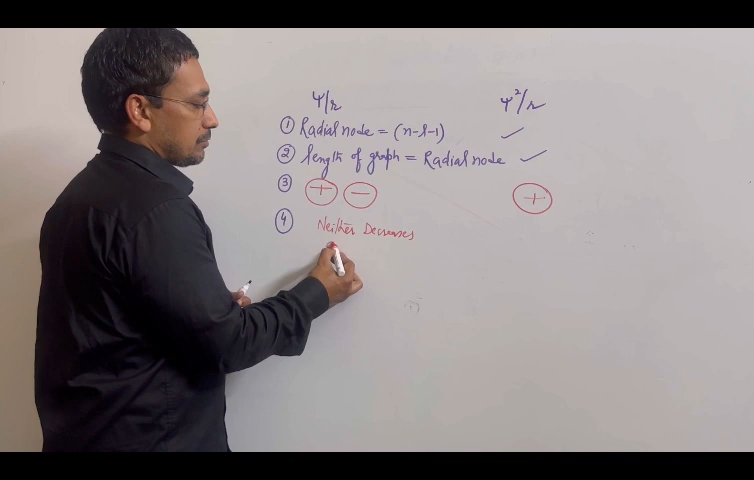 Ψ/r Ψ²/r
① Radial node = (n-l-1) ✓
② length of graph = Radial node ✓
③ + − +
④ Neither Decreases